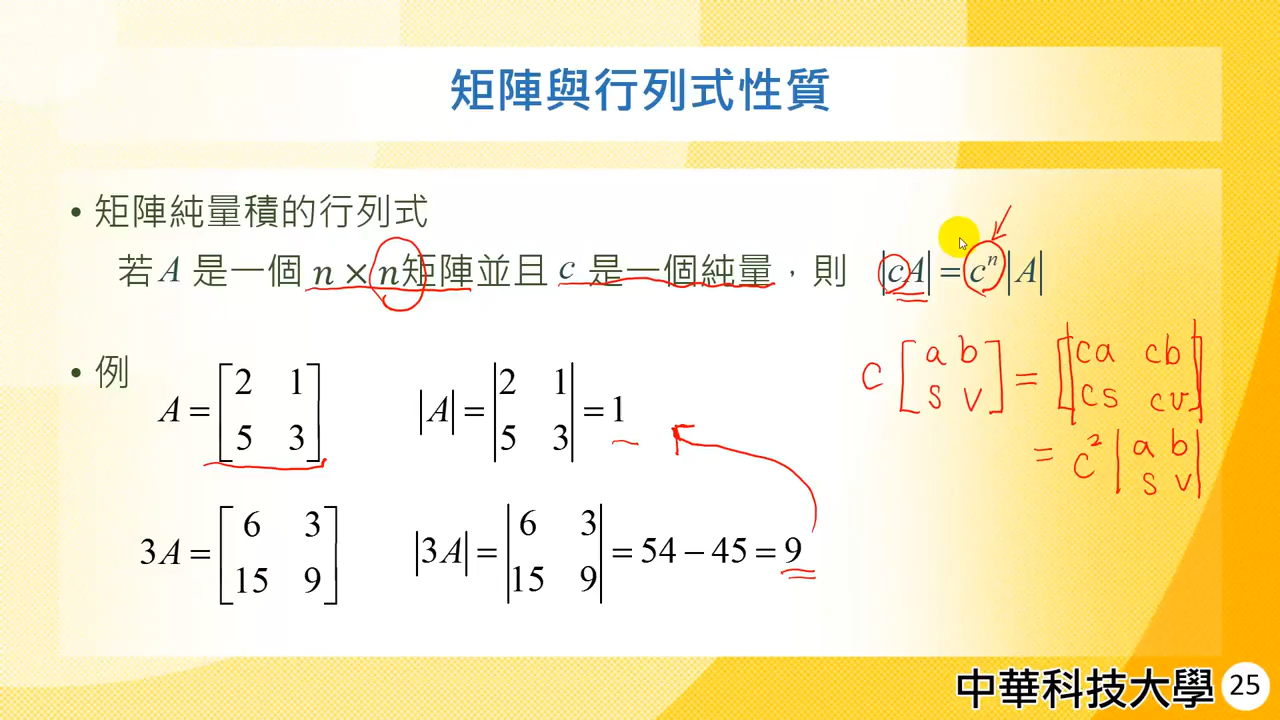 矩陣與行列式性質
• 矩陣純量積的行列式
若 A 是一個 n × n 矩陣並且 c 是一個純量，則 |cA| = cⁿ|A|
• 例
A = [2 1; 5 3] |A| = |2 1; 5 3| = 1
c [a b; s v] = [ca cb; cs cv]
= c² |a b; s v|
3A = [6 3; 15 9] |3A| = |6 3; 15 9| = 54 − 45 = 9
中華科技大學 25